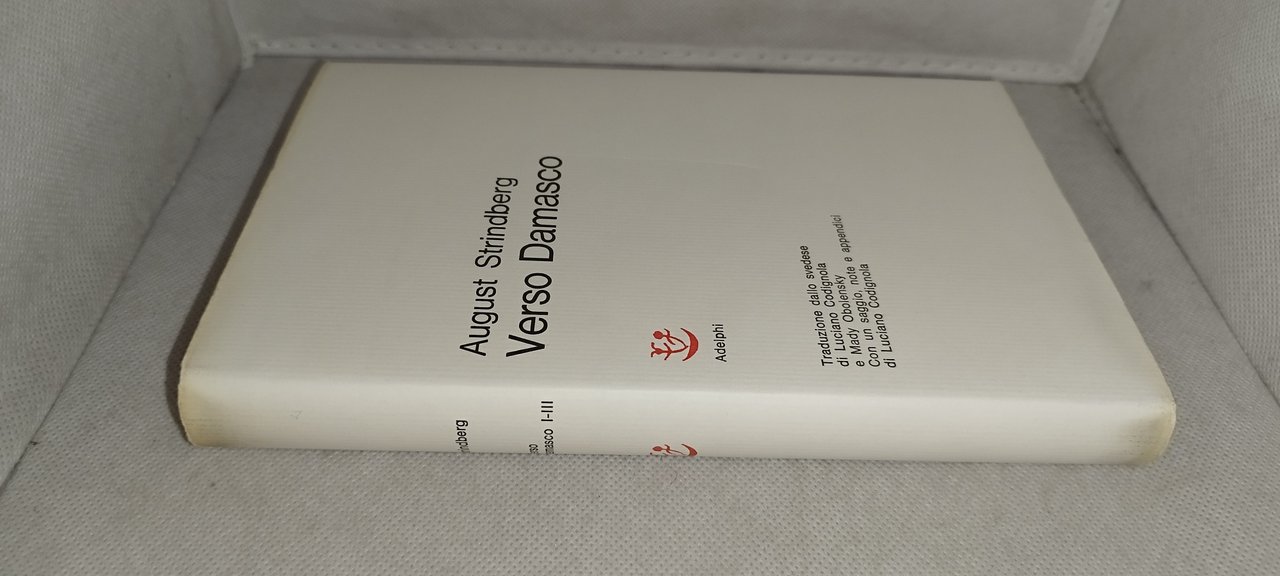 August Strindberg
Verso Damasco
Adelphi
Traduzione dallo svedese
di Luciano Codignola
e Mady Obolensky
Con un saggio, note e appendici
di Luciano Codignola
I-III